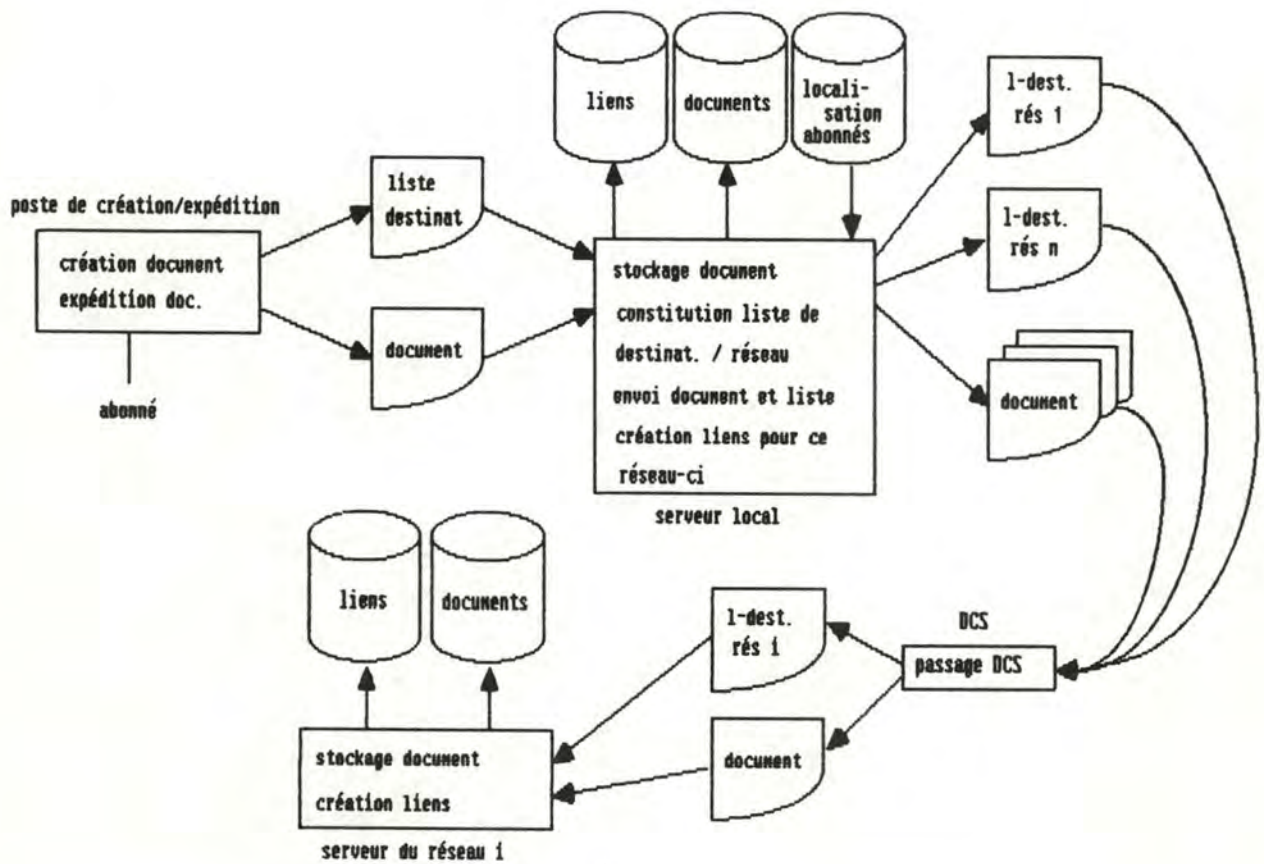 liens
documents
locali-
sation
abonnés
l-dest.
rés 1
liste
destinat
poste de création/expédition
création document
expédition doc.
abonné
document
stockage document
constitution liste de
destinat. / réseau
envoi document et liste
création liens pour ce
réseau-ci
serveur local
l-dest.
rés n
document
liens
documents
l-dest.
rés i
DCS
passage DCS
document
stockage document
création liens
serveur du réseau i